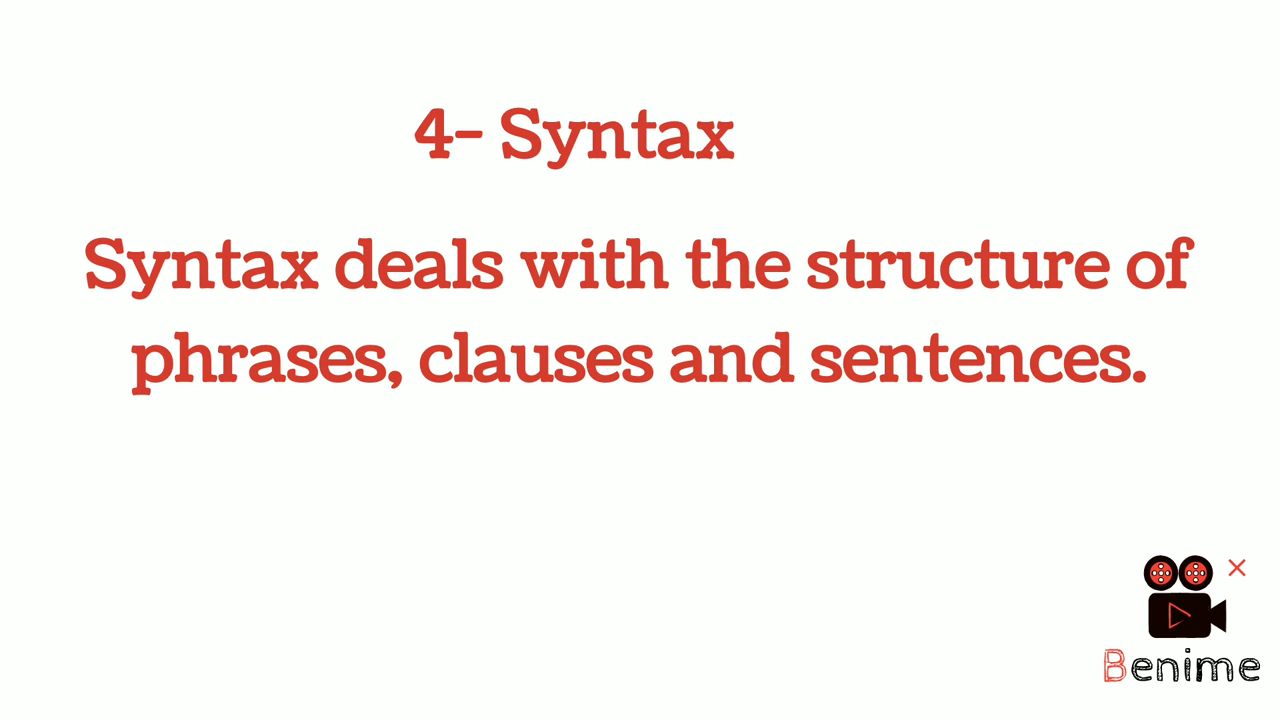 4- Syntax
Syntax deals with the structure of
phrases, clauses and sentences.
Benime